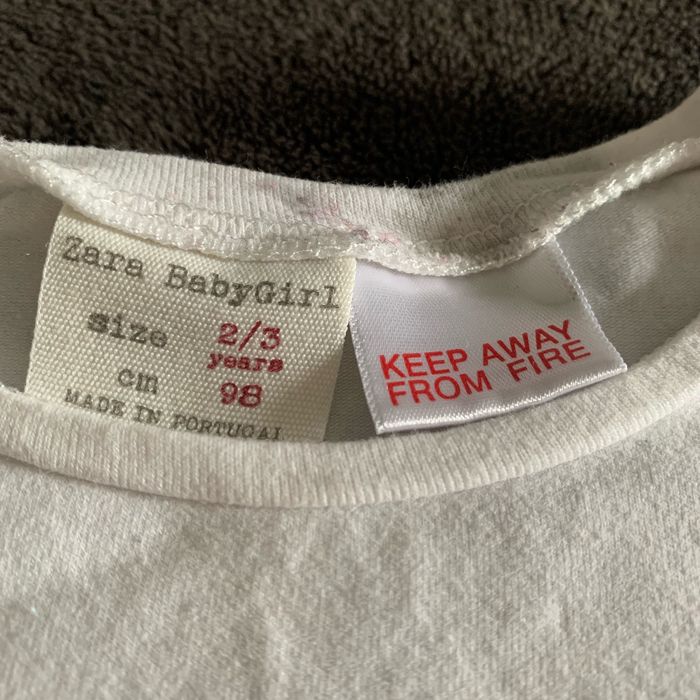 Zara BabyGirl
size 2/3
years
cm 98
MADE IN PORTUGAL
KEEP AWAY
FROM FIRE